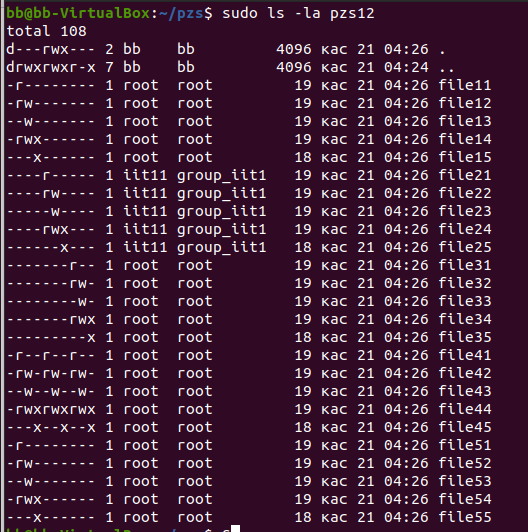 bb@bb-VirtualBox:~/pzs$ sudo ls -la pzs12
total 108
d---rwx--- 2 bb    bb         4096 кас 21 04:26 .
drwxrwxr-x 7 bb    bb         4096 кас 21 04:24 ..
-r-------- 1 root  root         19 кас 21 04:26 file11
-rw------- 1 root  root         19 кас 21 04:26 file12
--w------- 1 root  root         19 кас 21 04:26 file13
-rwx------ 1 root  root         19 кас 21 04:26 file14
---x------ 1 root  root         18 кас 21 04:26 file15
----r----- 1 iit11 group_iit1   19 кас 21 04:26 file21
----rw---- 1 iit11 group_iit1   19 кас 21 04:26 file22
-----w---- 1 iit11 group_iit1   19 кас 21 04:26 file23
----rwx--- 1 iit11 group_iit1   19 кас 21 04:26 file24
------x--- 1 iit11 group_iit1   18 кас 21 04:26 file25
-------r-- 1 root  root         19 кас 21 04:26 file31
-------rw- 1 root  root         19 кас 21 04:26 file32
--------w- 1 root  root         19 кас 21 04:26 file33
-------rwx 1 root  root         19 кас 21 04:26 file34
---------x 1 root  root         18 кас 21 04:26 file35
-r--r--r-- 1 root  root         19 кас 21 04:26 file41
-rw-rw-rw- 1 root  root         19 кас 21 04:26 file42
--w--w--w- 1 root  root         19 кас 21 04:26 file43
-rwxrwxrwx 1 root  root         19 кас 21 04:26 file44
---x--x--x 1 root  root         18 кас 21 04:26 file45
-r-------- 1 root  root         19 кас 21 04:26 file51
-rw------- 1 root  root         19 кас 21 04:26 file52
--w------- 1 root  root         19 кас 21 04:26 file53
-rwx------ 1 root  root         19 кас 21 04:26 file54
---x------ 1 root  root         18 кас 21 04:26 file55
bb@bb-VirtualBox:~/pzs$